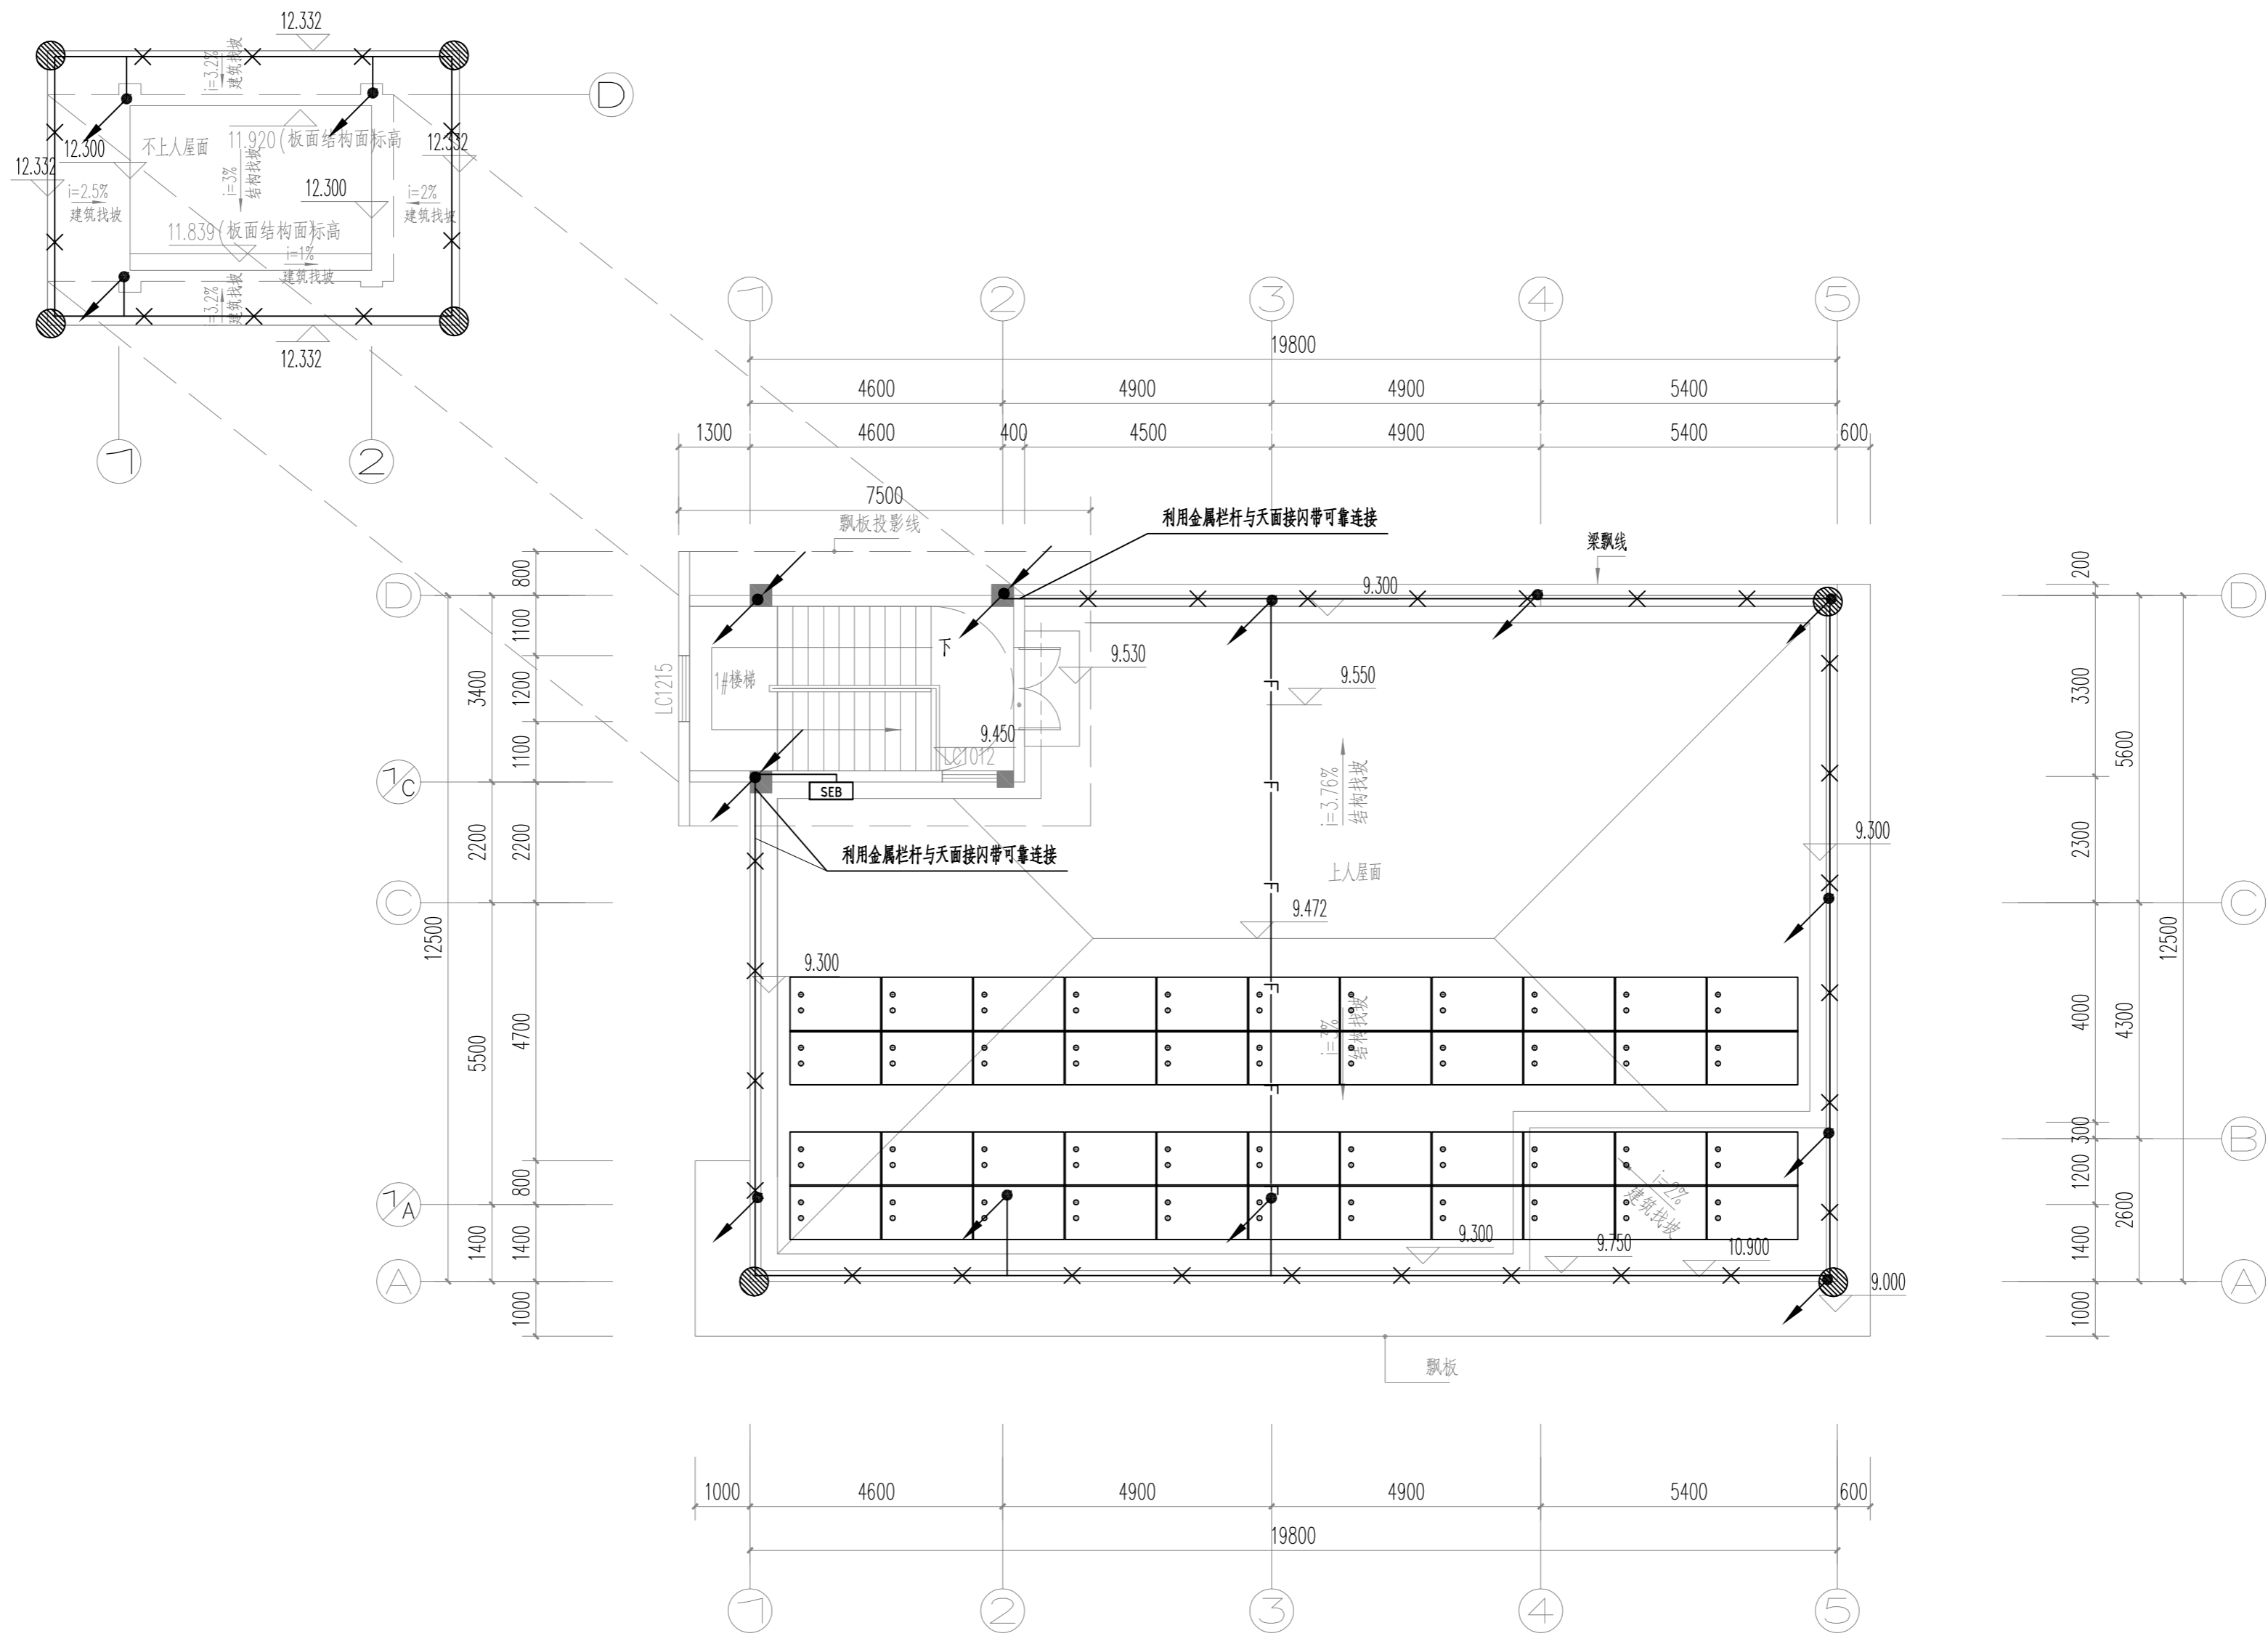 12.332
i=3.2%
建筑找坡
D
不上人屋面
11.920(板面结构面标高
12.300
12.332
12.332
i=3%
结构找坡
i=2.5%
建筑找坡
12.300
i=2%
建筑找坡
11.839(板面结构面标高)
i=1%
建筑找坡
i=3.2%
建筑找坡
12.332
1
2
1
2
3
4
5
19800
4600
4900
4900
5400
1300
4600
400
4500
4900
5400
600
7500
飘板投影线
利用金属栏杆与天面接闪带可靠连接
梁飘线
9.300
D
800
200
D
1100
下
9.530
LC1215
1#楼梯
3400
1200
9.550
3300
5600
9.450
LC1012
1100
1/C
SEB
i=3.76%
结构找坡
2200
2200
利用金属栏杆与天面接闪带可靠连接
9.300
2300
上人屋面
C
9.472
C
12500
12500
9.300
5500
4700
i=3%
结构找坡
4000
4300
300
B
800
i=2%
建筑找坡
1200
1/A
2600
1400
1400
9.300
9.750
10.900
1400
A
9.000
A
1000
1000
飘板
1000
4600
4900
4900
5400
600
19800
1
2
3
4
5